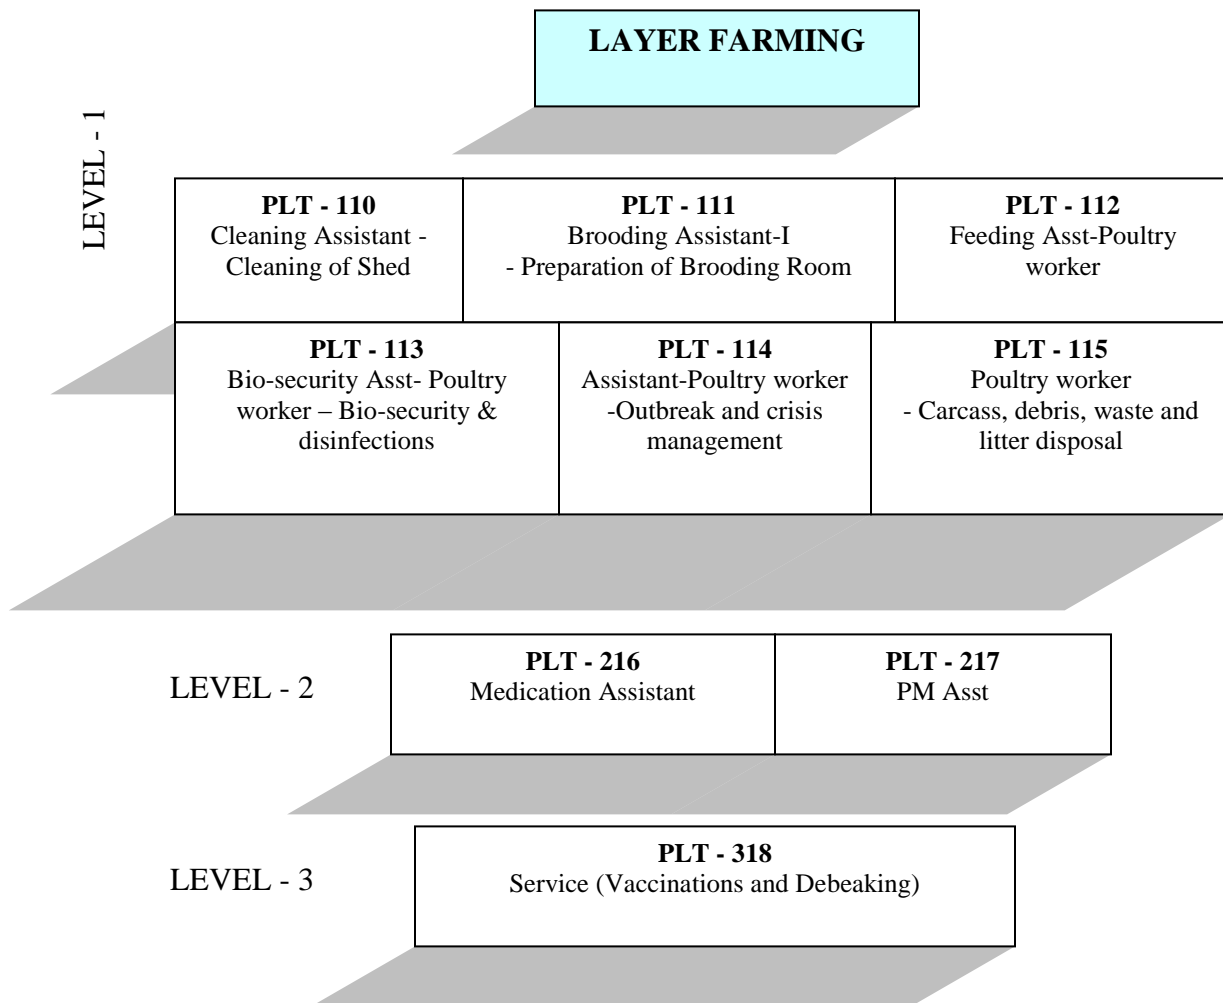 LAYER FARMING
LEVEL - 1
PLT - 110
Cleaning Assistant -
Cleaning of Shed
PLT - 111
Brooding Assistant-I
- Preparation of Brooding Room
PLT - 112
Feeding Asst-Poultry
worker
PLT - 113
Bio-security Asst- Poultry
worker – Bio-security &
disinfections
PLT - 114
Assistant-Poultry worker
-Outbreak and crisis
management
PLT - 115
Poultry worker
- Carcass, debris, waste and
litter disposal
LEVEL - 2
PLT - 216
Medication Assistant
PLT - 217
PM Asst
LEVEL - 3
PLT - 318
Service (Vaccinations and Debeaking)